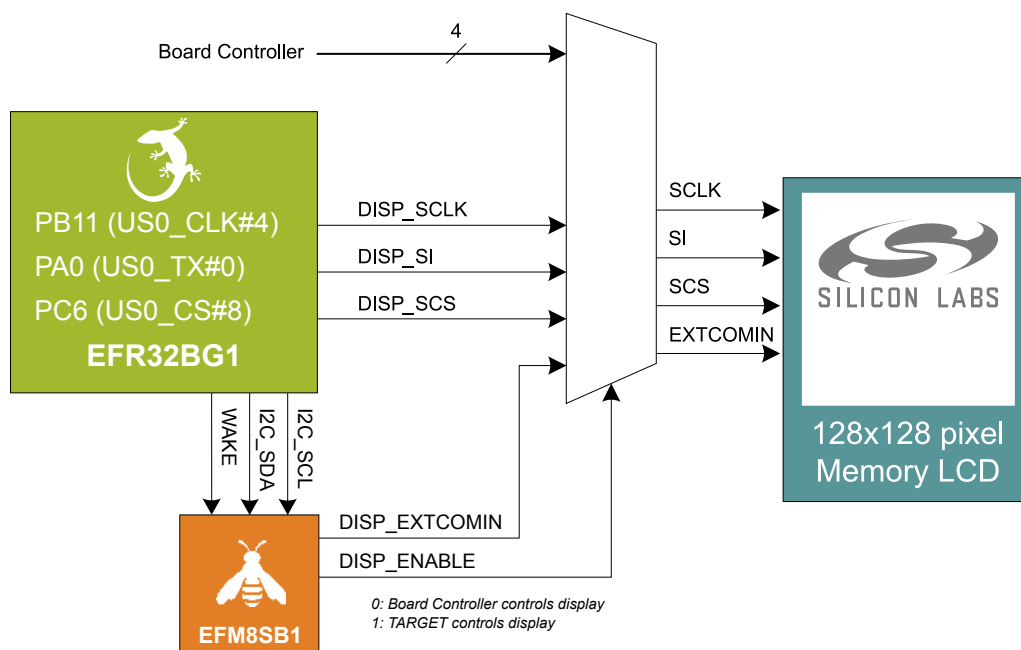 4
Board Controller
PB11 (US0_CLK#4)
PA0 (US0_TX#0)
PC6 (US0_CS#8)
EFR32BG1
DISP_SCLK
DISP_SI
DISP_SCS
SCLK
SI
SCS
EXTCOMIN
SILICON LABS
128x128 pixel
Memory LCD
WAKE
I2C_SDA
I2C_SCL
DISP_EXTCOMIN
DISP_ENABLE
0: Board Controller controls display
1: TARGET controls display
EFM8SB1